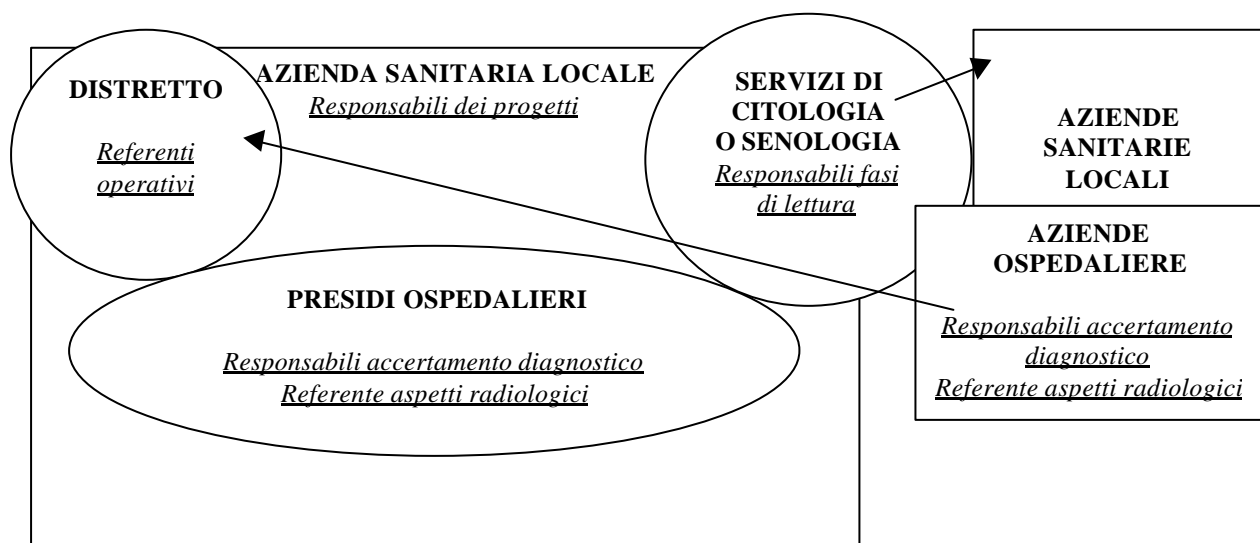 DISTRETTO
Referenti
operativi
AZIENDA SANITARIA LOCALE
Responsabili dei progetti
SERVIZI DI
CITOLOGIA
O SENOLOGIA
Responsabili fasi
di lettura
AZIENDE
SANITARIE
LOCALI
AZIENDE
OSPEDALIERE
Responsabili accertamento
diagnostico
Referente aspetti radiologici
PRESIDI OSPEDALIERI
Responsabili accertamento diagnostico
Referente aspetti radiologici